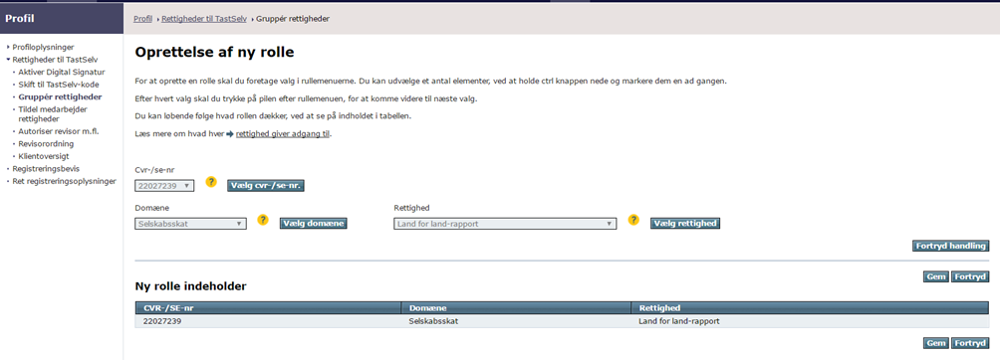 Profil
Profil › Rettigheder til TastSelv › Gruppér rettigheder
Profiloplysninger
Rettigheder til TastSelv
Aktiver Digital Signatur
Skift til TastSelv-kode
Gruppér rettigheder
Tildel medarbejder
rettigheder
Autoriser revisor m.fl.
Revisorordning
Klientoversigt
Registreringsbevis
Ret registreringsoplysninger
Oprettelse af ny rolle
For at oprette en rolle skal du foretage valg i rullemenuerne. Du kan udvælge et antal elementer, ved at holde ctrl knappen nede og markere dem en ad gangen.
Efter hvert valg skal du trykke på pilen efter rullemenuen, for at komme videre til næste valg.
Du kan løbende følge hvad rollen dækker, ved at se på indholdet i tabellen.
Læs mere om hvad hver rettighed giver adgang til.
Cvr-/se-nr
22027239 ? Vælg cvr-/se-nr.
Domæne Rettighed
Selskabsskat ? Vælg domæne Land for land-rapport ? Vælg rettighed
Fortryd handling
Gem Fortryd
Ny rolle indeholder
CVR-/SE-nr Domæne Rettighed
22027239 Selskabsskat Land for land-rapport
Gem Fortryd